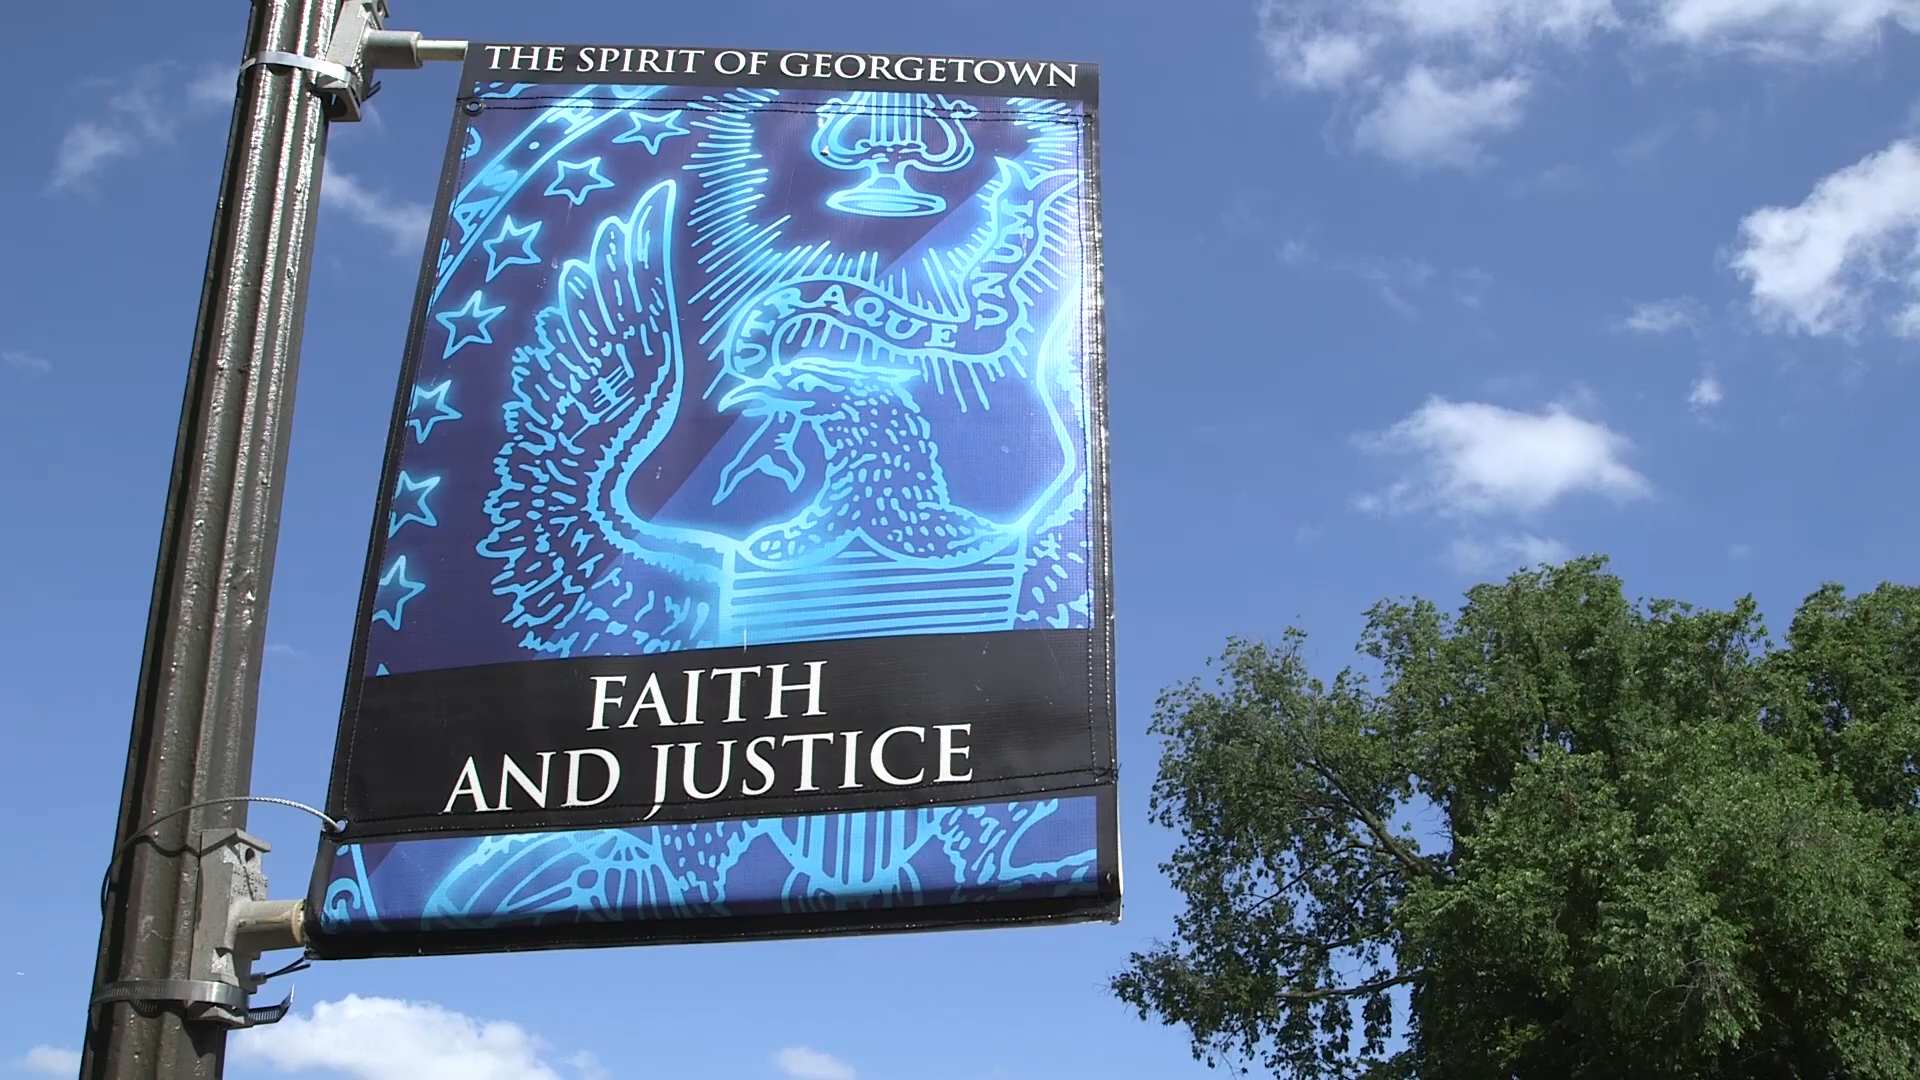 THE SPIRIT OF GEORGETOWN
UTRAQUE UNUM
FAITH
AND JUSTICE